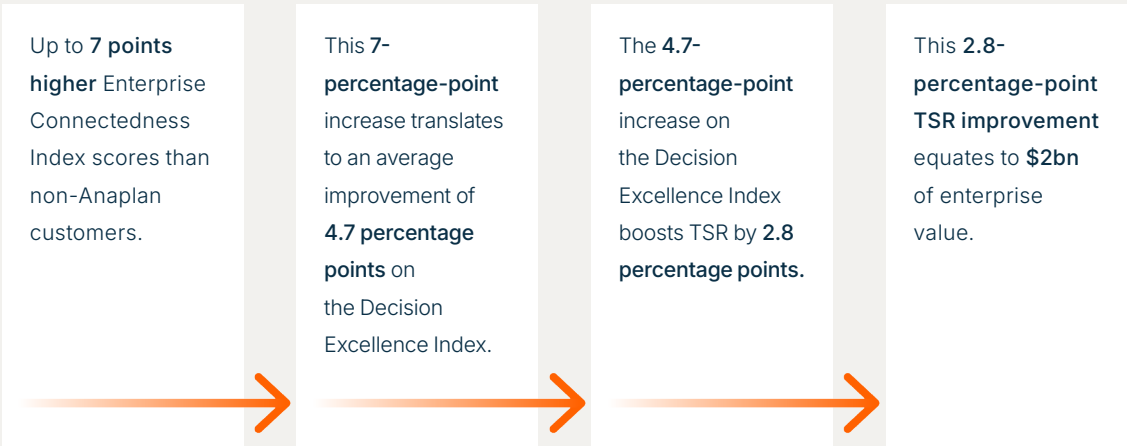 Up to 7 points
higher Enterprise
Connectedness
Index scores than
non-Anaplan
customers.
This 7-
percentage-point
increase translates
to an average
improvement of
4.7 percentage
points on
the Decision
Excellence Index.
The 4.7-
percentage-point
increase on
the Decision
Excellence Index
boosts TSR by 2.8
percentage points.
This 2.8-
percentage-point
TSR improvement
equates to $2bn
of enterprise
value.